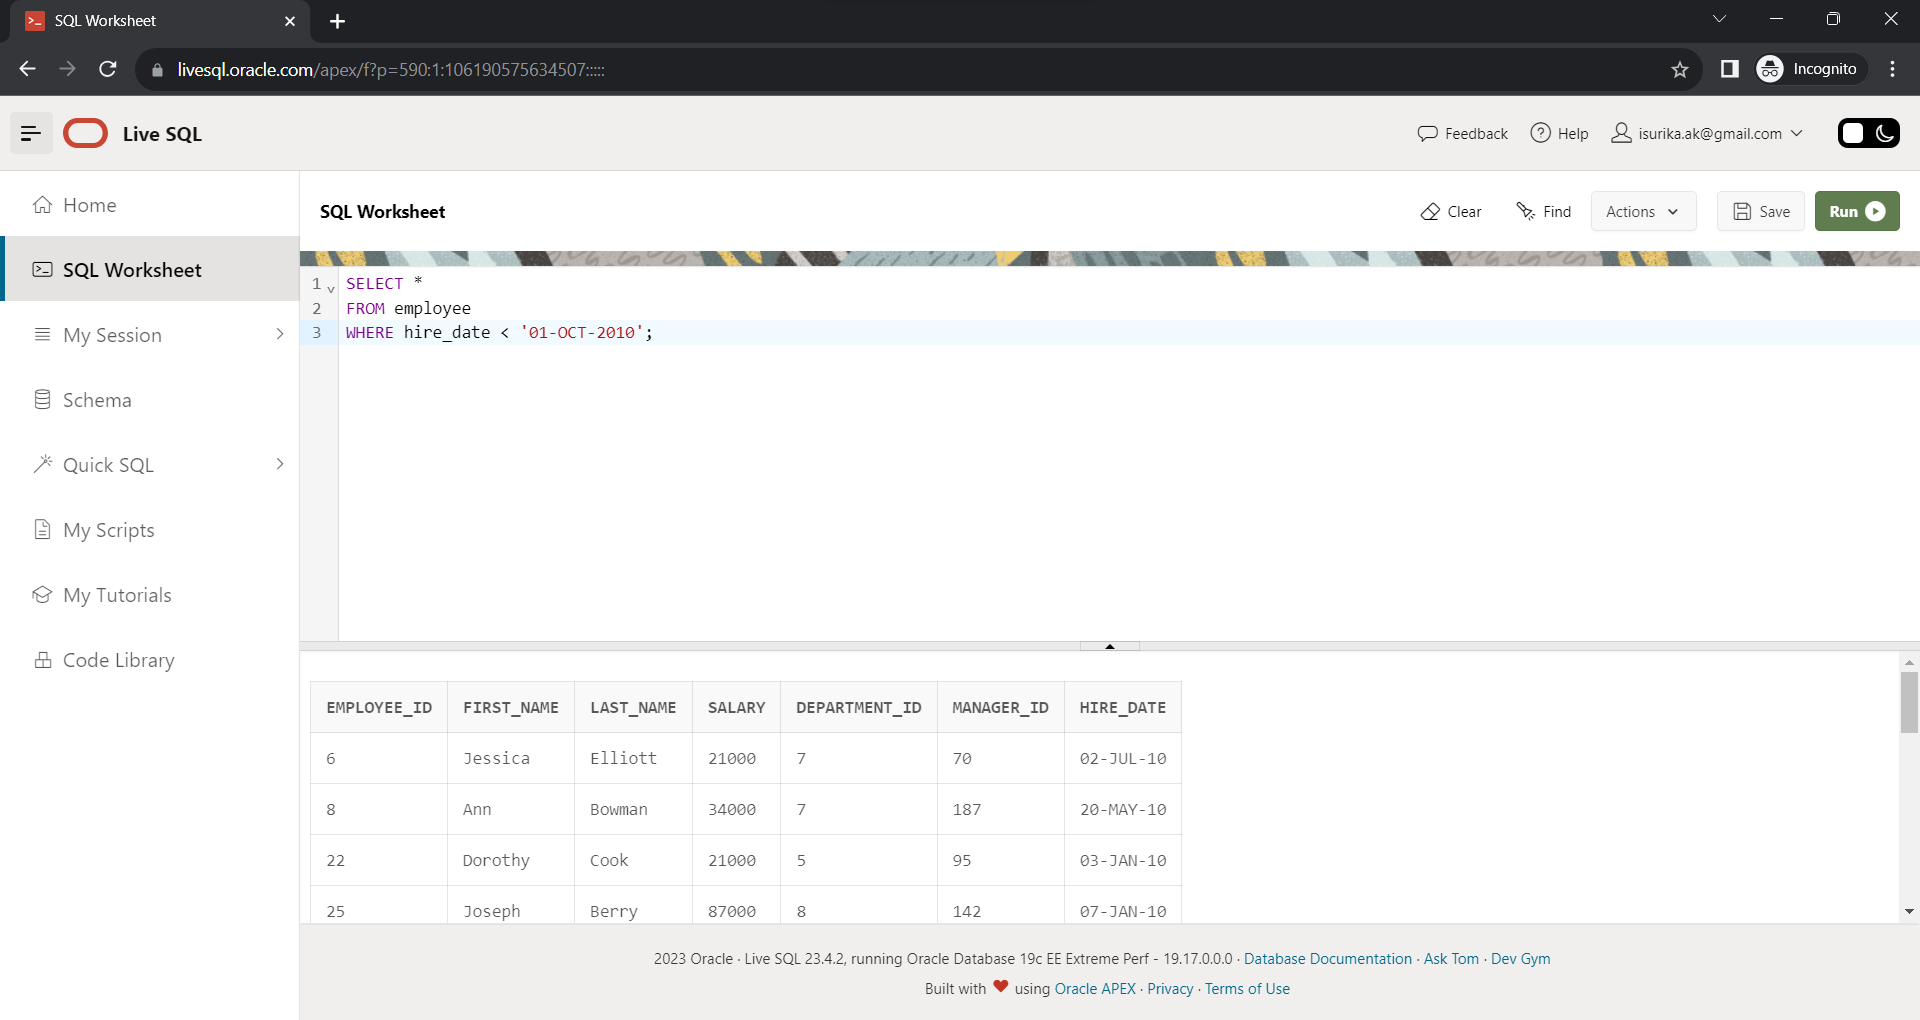 SQL Worksheet
livesql.oracle.com/apex/f?p=590:1:106190575634507:::::
Incognito
Live SQL
Feedback
Help
isurika.ak@gmail.com
Home
SQL Worksheet
My Session
Schema
Quick SQL
My Scripts
My Tutorials
Code Library
SQL Worksheet
Clear
Find
Actions
Save
Run
1 SELECT *
2 FROM employee
3 WHERE hire_date < '01-OCT-2010';
EMPLOYEE_ID FIRST_NAME LAST_NAME SALARY DEPARTMENT_ID MANAGER_ID HIRE_DATE
6 Jessica Elliott 21000 7 70 02-JUL-10
8 Ann Bowman 34000 7 187 20-MAY-10
22 Dorothy Cook 21000 5 95 03-JAN-10
25 Joseph Berry 87000 8 142 07-JAN-10
2023 Oracle · Live SQL 23.4.2, running Oracle Database 19c EE Extreme Perf - 19.17.0.0.0 · Database Documentation · Ask Tom · Dev Gym
Built with ❤ using Oracle APEX · Privacy · Terms of Use